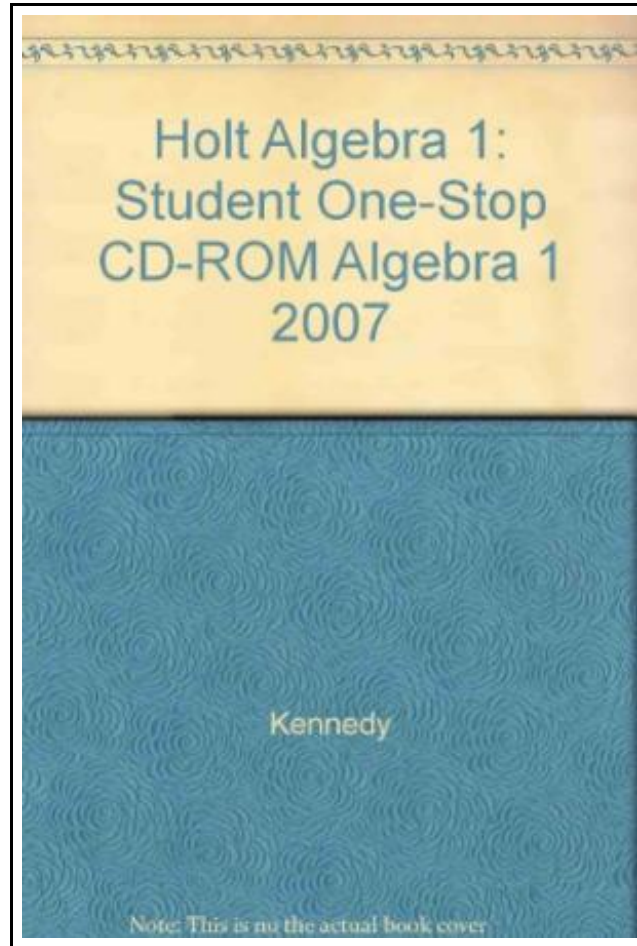 Holt Algebra 1:
Student One-Stop
CD-ROM Algebra 1
2007
Kennedy
Note: This is no the actual book cover